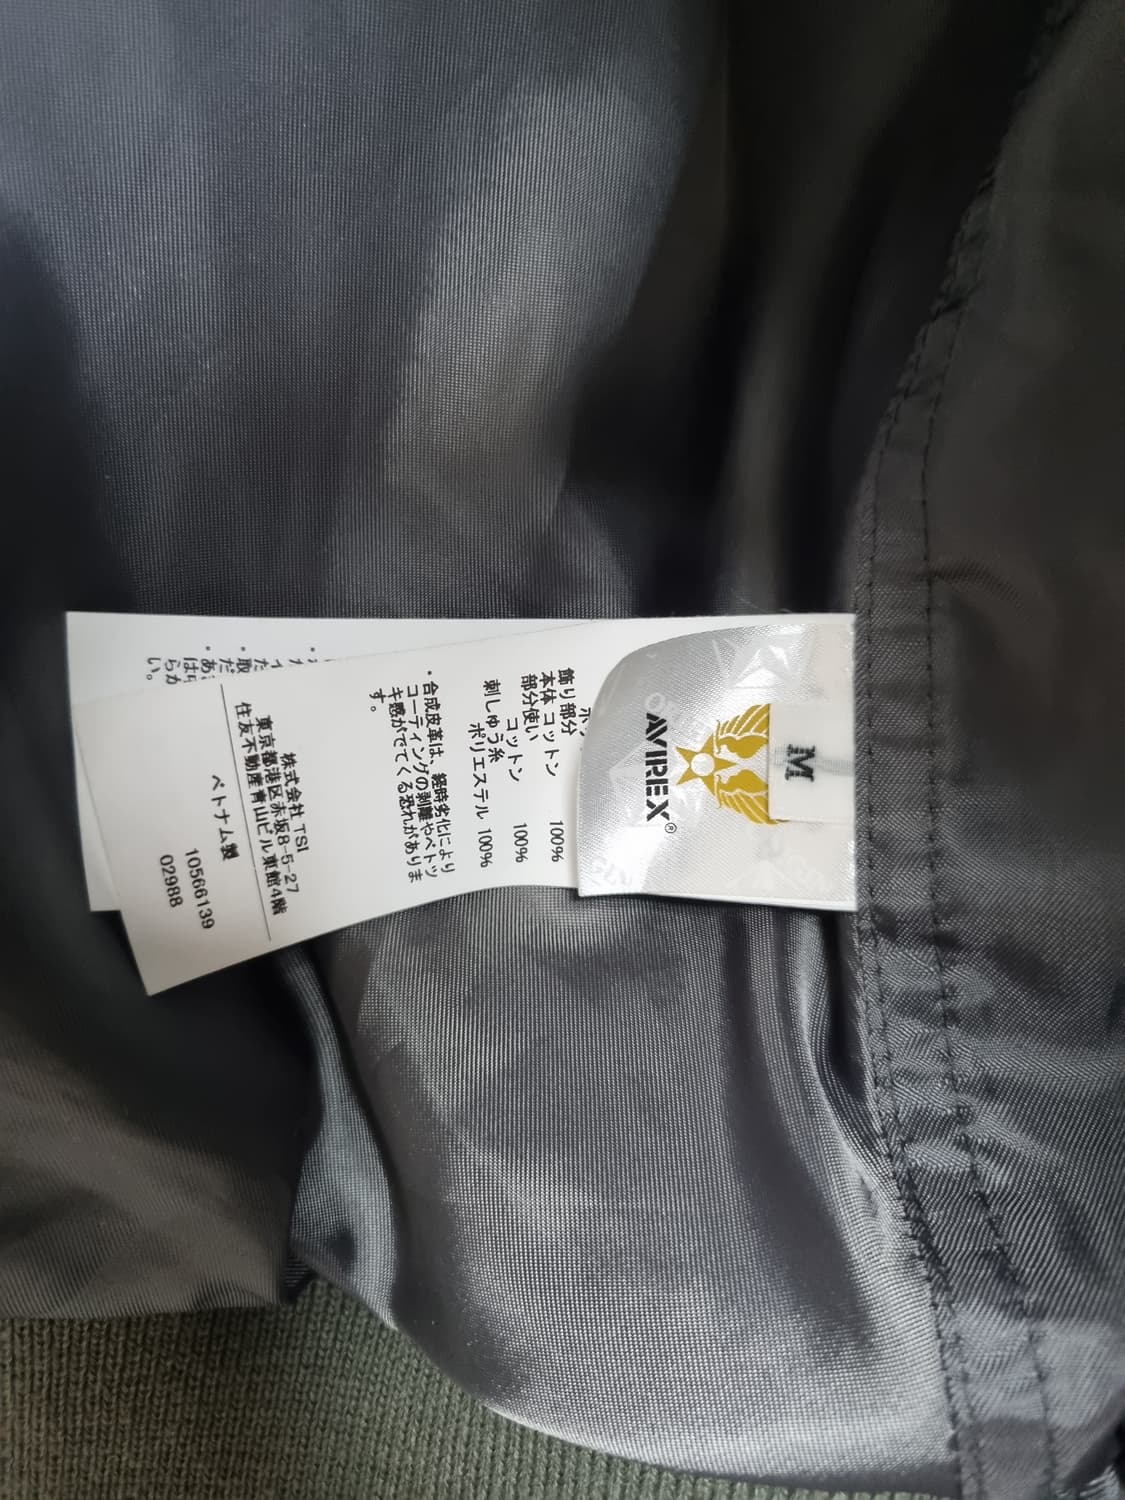 M
AVIREX®
飾り部分
本体 コットン 100%
部分使い
コットン 100%
刺しゅう糸
ポリエステル 100%
・合成皮革は、経時劣化により
コーティングの剥離やベトツ
キ感がでてくる恐れがありま
す。
株式会社 TSI
東京都港区赤坂8-5-27
住友不動産青山ビル東館4階
ベトナム製
10566139
02988